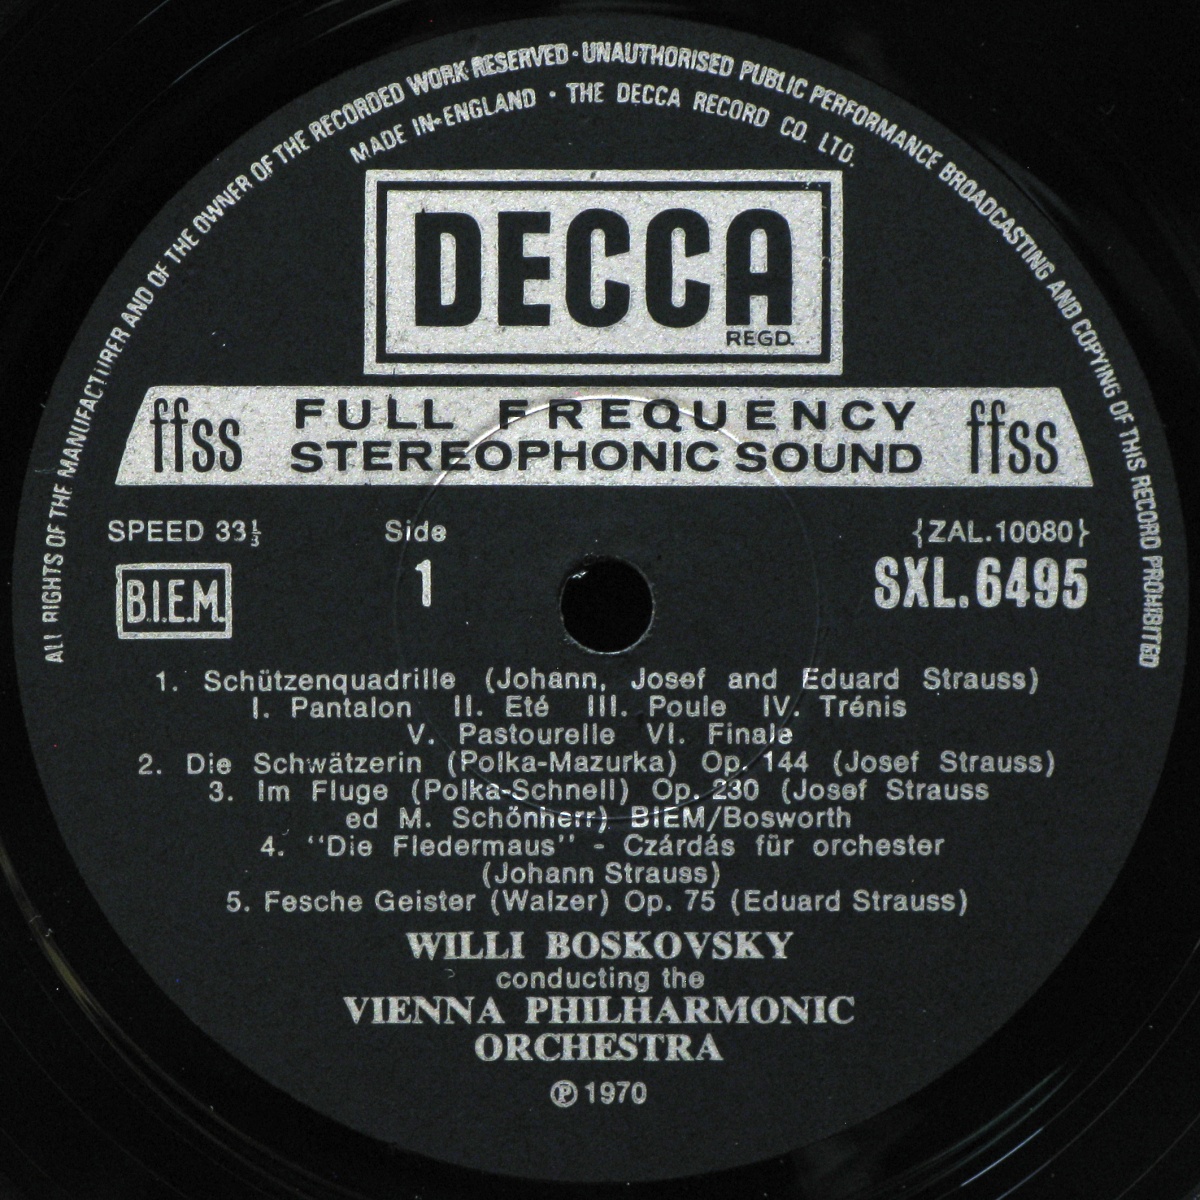 ALL RIGHTS OF THE MANUFACTURER AND OF THE OWNER OF THE RECORDED WORK RESERVED · UNAUTHORISED PUBLIC PERFORMANCE BROADCASTING AND COPYING OF THIS RECORD PROHIBITED
MADE IN ENGLAND · THE DECCA RECORD CO. LTD.
DECCA
REGD.
ffss FULL FREQUENCY ffss
STEREOPHONIC SOUND
SPEED 33⅓ Side {ZAL.10080}
B.I.E.M. 1 SXL.6495
1. Schützenquadrille (Johann, Josef and Eduard Strauss)
I. Pantalon II. Eté III. Poule IV. Trénis
V. Pastourelle VI. Finale
2. Die Schwätzerin (Polka-Mazurka) Op. 144 (Josef Strauss)
3. Im Fluge (Polka-Schnell) Op. 230 (Josef Strauss
ed M. Schönherr) BIEM/Bosworth
4. "Die Fledermaus" - Czárdás für orchester
(Johann Strauss)
5. Fesche Geister (Walzer) Op. 75 (Eduard Strauss)
WILLI BOSKOVSKY
conducting the
VIENNA PHILHARMONIC
ORCHESTRA
℗ 1970